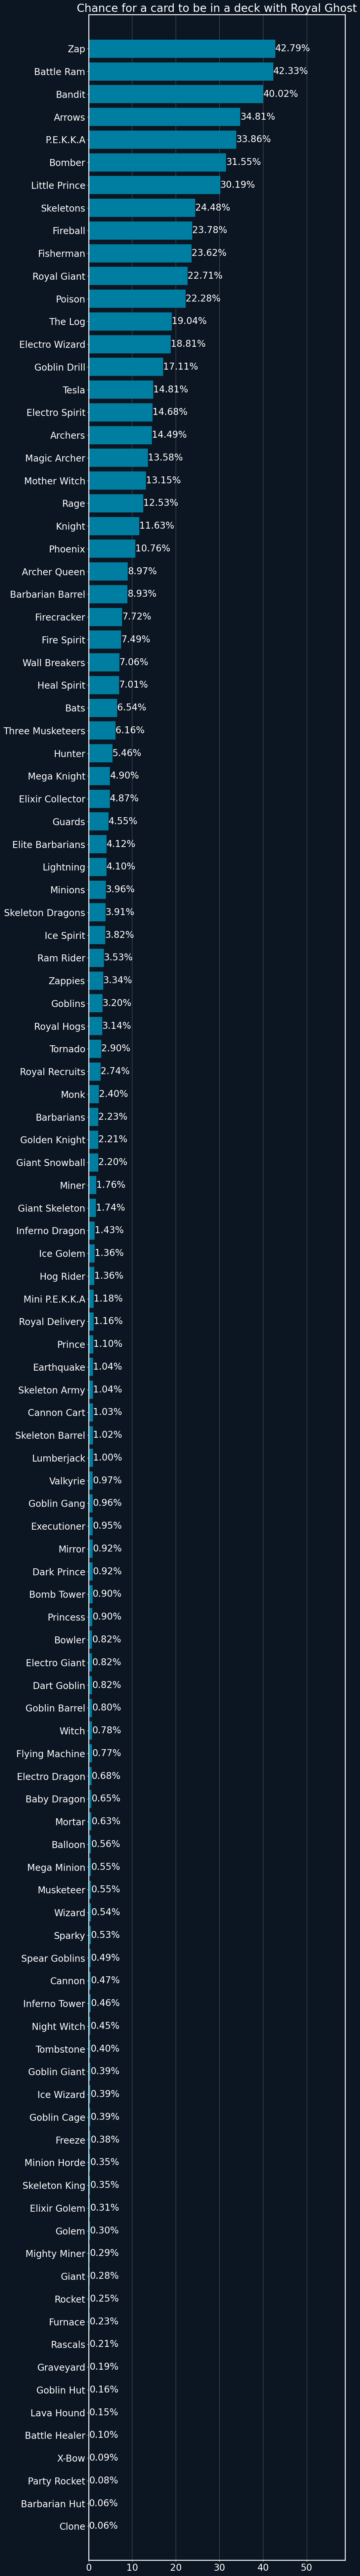 Chance for a card to be in a deck with Royal Ghost
Zap 42.79%
Battle Ram 42.33%
Bandit 40.02%
Arrows 34.81%
P.E.K.K.A 33.86%
Bomber 31.55%
Little Prince 30.19%
Skeletons 24.48%
Fireball 23.78%
Fisherman 23.62%
Royal Giant 22.71%
Poison 22.28%
The Log 19.04%
Electro Wizard 18.81%
Goblin Drill 17.11%
Tesla 14.81%
Electro Spirit 14.68%
Archers 14.49%
Magic Archer 13.58%
Mother Witch 13.15%
Rage 12.53%
Knight 11.63%
Phoenix 10.76%
Archer Queen 8.97%
Barbarian Barrel 8.93%
Firecracker 7.72%
Fire Spirit 7.49%
Wall Breakers 7.06%
Heal Spirit 7.01%
Bats 6.54%
Three Musketeers 6.16%
Hunter 5.46%
Mega Knight 4.90%
Elixir Collector 4.87%
Guards 4.55%
Elite Barbarians 4.12%
Lightning 4.10%
Minions 3.96%
Skeleton Dragons 3.91%
Ice Spirit 3.82%
Ram Rider 3.53%
Zappies 3.34%
Goblins 3.20%
Royal Hogs 3.14%
Tornado 2.90%
Royal Recruits 2.74%
Monk 2.40%
Barbarians 2.23%
Golden Knight 2.21%
Giant Snowball 2.20%
Miner 1.76%
Giant Skeleton 1.74%
Inferno Dragon 1.43%
Ice Golem 1.36%
Hog Rider 1.36%
Mini P.E.K.K.A 1.18%
Royal Delivery 1.16%
Prince 1.10%
Earthquake 1.04%
Skeleton Army 1.04%
Cannon Cart 1.03%
Skeleton Barrel 1.02%
Lumberjack 1.00%
Valkyrie 0.97%
Goblin Gang 0.96%
Executioner 0.95%
Mirror 0.92%
Dark Prince 0.92%
Bomb Tower 0.90%
Princess 0.90%
Bowler 0.82%
Electro Giant 0.82%
Dart Goblin 0.82%
Goblin Barrel 0.80%
Witch 0.78%
Flying Machine 0.77%
Electro Dragon 0.68%
Baby Dragon 0.65%
Mortar 0.63%
Balloon 0.56%
Mega Minion 0.55%
Musketeer 0.55%
Wizard 0.54%
Sparky 0.53%
Spear Goblins 0.49%
Cannon 0.47%
Inferno Tower 0.46%
Night Witch 0.45%
Tombstone 0.40%
Goblin Giant 0.39%
Ice Wizard 0.39%
Goblin Cage 0.39%
Freeze 0.38%
Minion Horde 0.35%
Skeleton King 0.35%
Elixir Golem 0.31%
Golem 0.30%
Mighty Miner 0.29%
Giant 0.28%
Rocket 0.25%
Furnace 0.23%
Rascals 0.21%
Graveyard 0.19%
Goblin Hut 0.16%
Lava Hound 0.15%
Battle Healer 0.10%
X-Bow 0.09%
Party Rocket 0.08%
Barbarian Hut 0.06%
Clone 0.06%
0 10 20 30 40 50